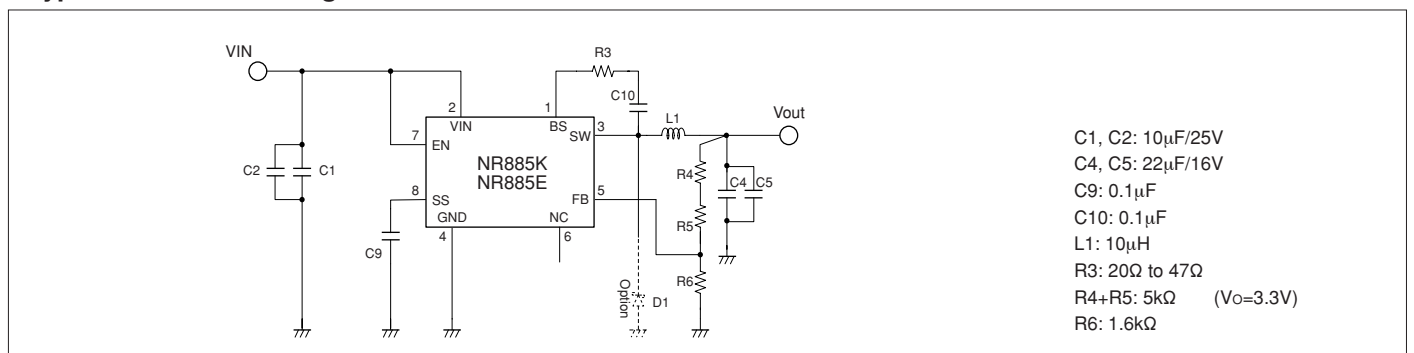 VIN
R3
C10
L1
Vout
2
1
VIN
BS
SW
3
7
EN
NR885K
NR885E
C2
C1
8
SS
FB
5
GND
NC
4
6
C9
R4
R5
R6
C4
C5
Option
D1
C1, C2: 10μF/25V
C4, C5: 22μF/16V
C9: 0.1μF
C10: 0.1μF
L1: 10μH
R3: 20Ω to 47Ω
R4+R5: 5kΩ (VO=3.3V)
R6: 1.6kΩ